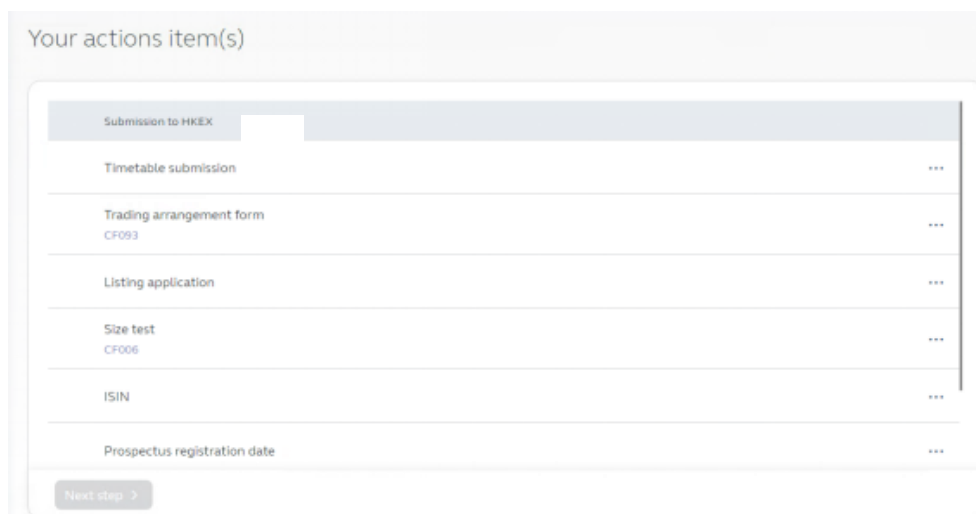 Your actions item(s)
Submission to HKEX
Timetable submission
...
Trading arrangement form
CF093
...
Listing application
...
Size test
CF006
...
ISIN
...
Prospectus registration date
...
Next step >